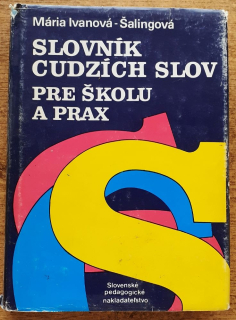 Mária Ivanová-Šalingová
SLOVNÍK
CUDZÍCH SLOV
PRE ŠKOLU
A PRAX
Slovenské
pedagogické
nakladateľstvo